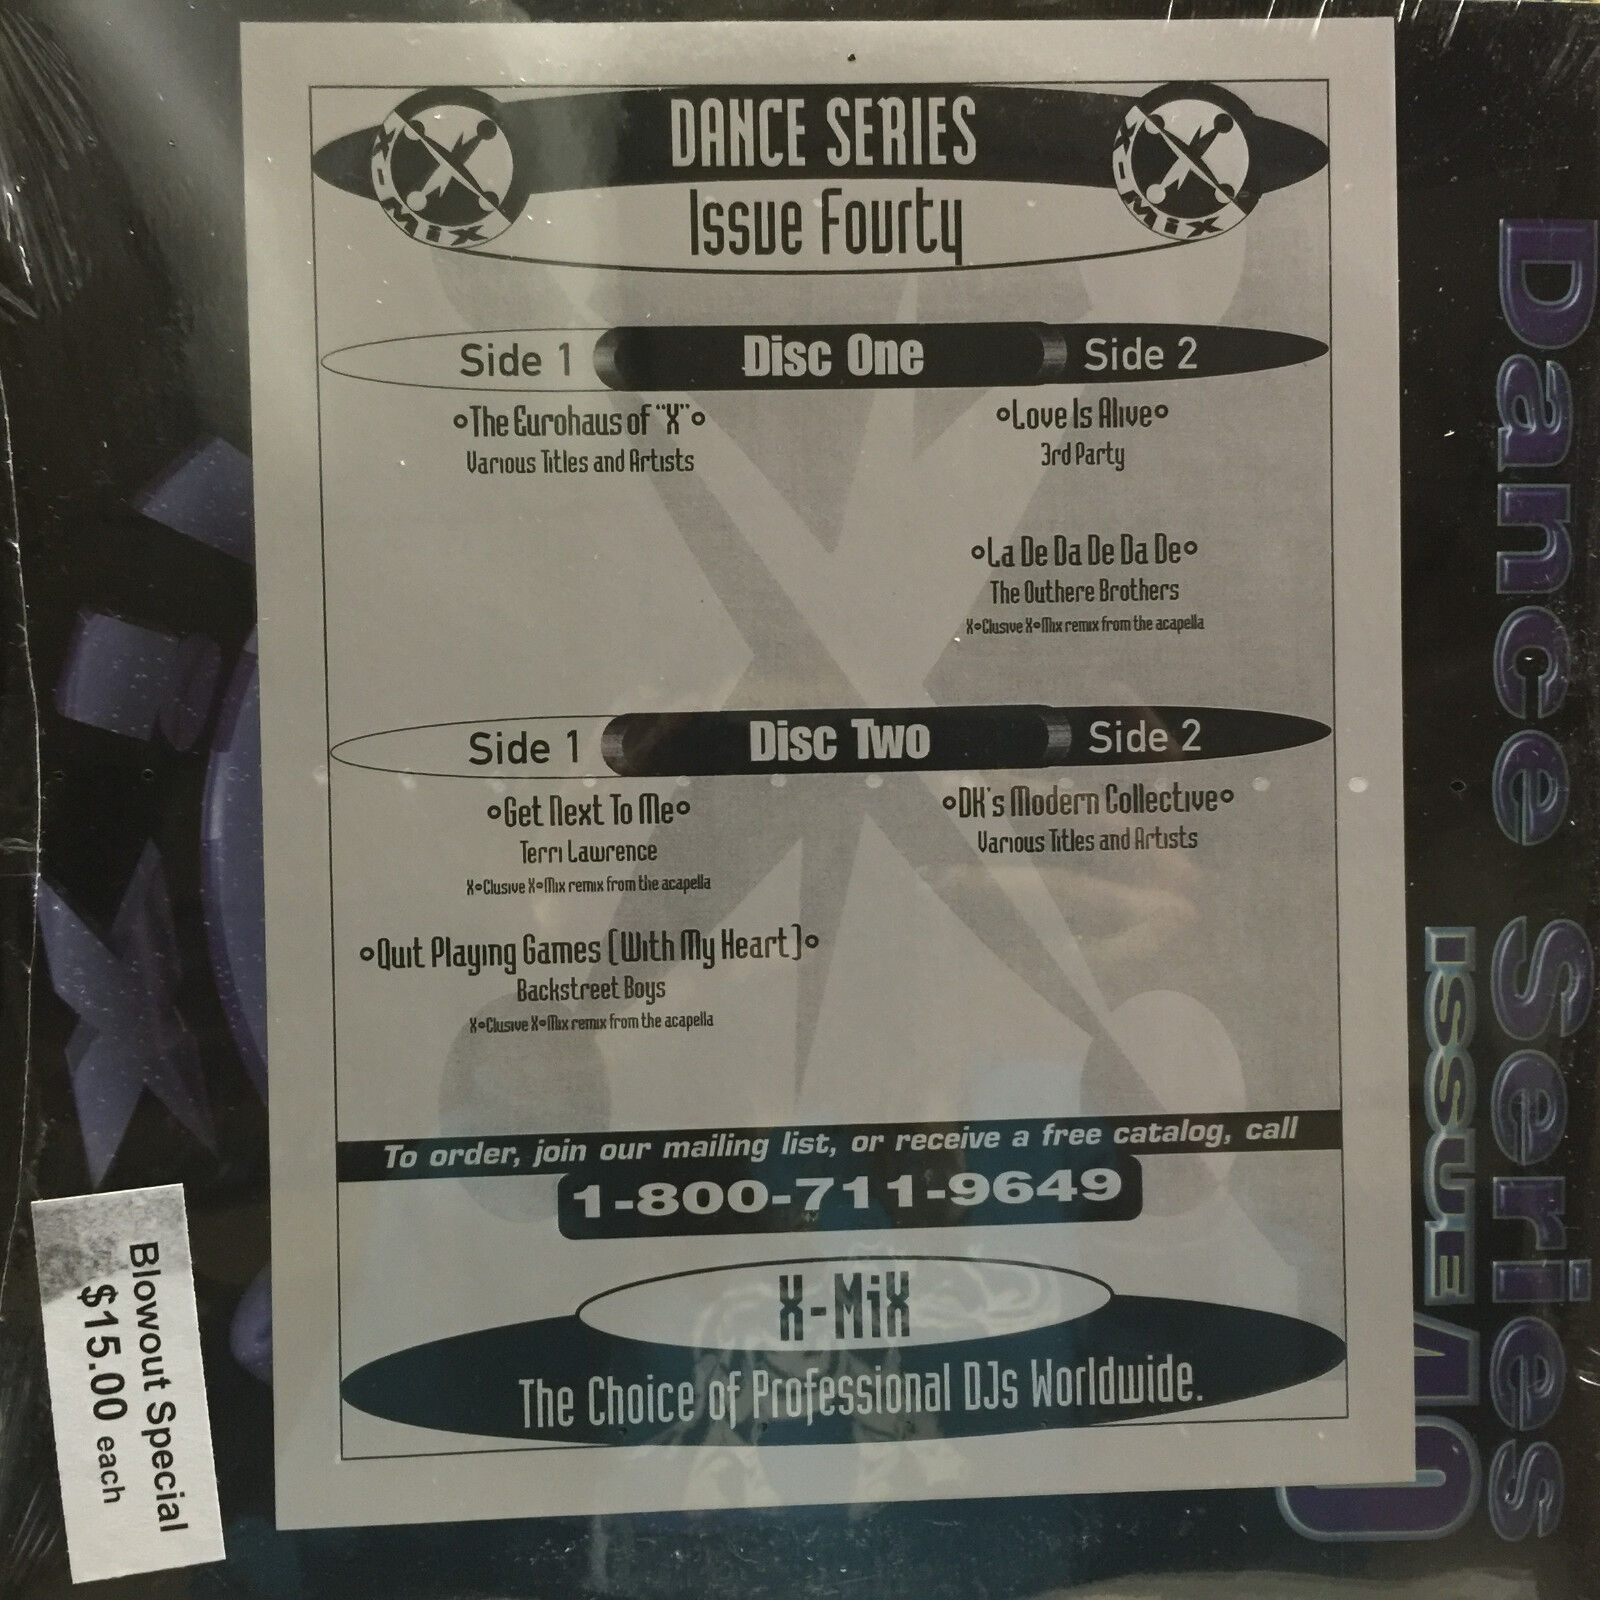 X-MiX
DANCE SERIES
X-MiX
Issue Fourty
Side 1
Disc One
Side 2
The Eurohaus of "X"
Various Titles and Artists
Love Is Alive
3rd Party
La De Da De Da De
The Outhere Brothers
X•Clusive X•Mix remix from the acapella
Side 1
Disc Two
Side 2
Get Next To Me
Terri Lawrence
X•Clusive X•Mix remix from the acapella
Quit Playing Games (With My Heart)
Backstreet Boys
X•Clusive X•Mix remix from the acapella
DK's Modern Collective
Various Titles and Artists
To order, join our mailing list, or receive a free catalog, call
1-800-711-9649
X-MiX
The Choice of Professional DJs Worldwide.
Dance Series
ISSUE 40
Blowout Special
$15.00 each